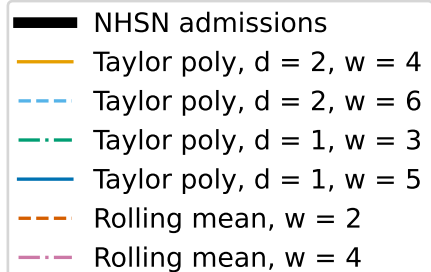 NHSN admissions
Taylor poly, d = 2, w = 4
Taylor poly, d = 2, w = 6
Taylor poly, d = 1, w = 3
Taylor poly, d = 1, w = 5
Rolling mean, w = 2
Rolling mean, w = 4